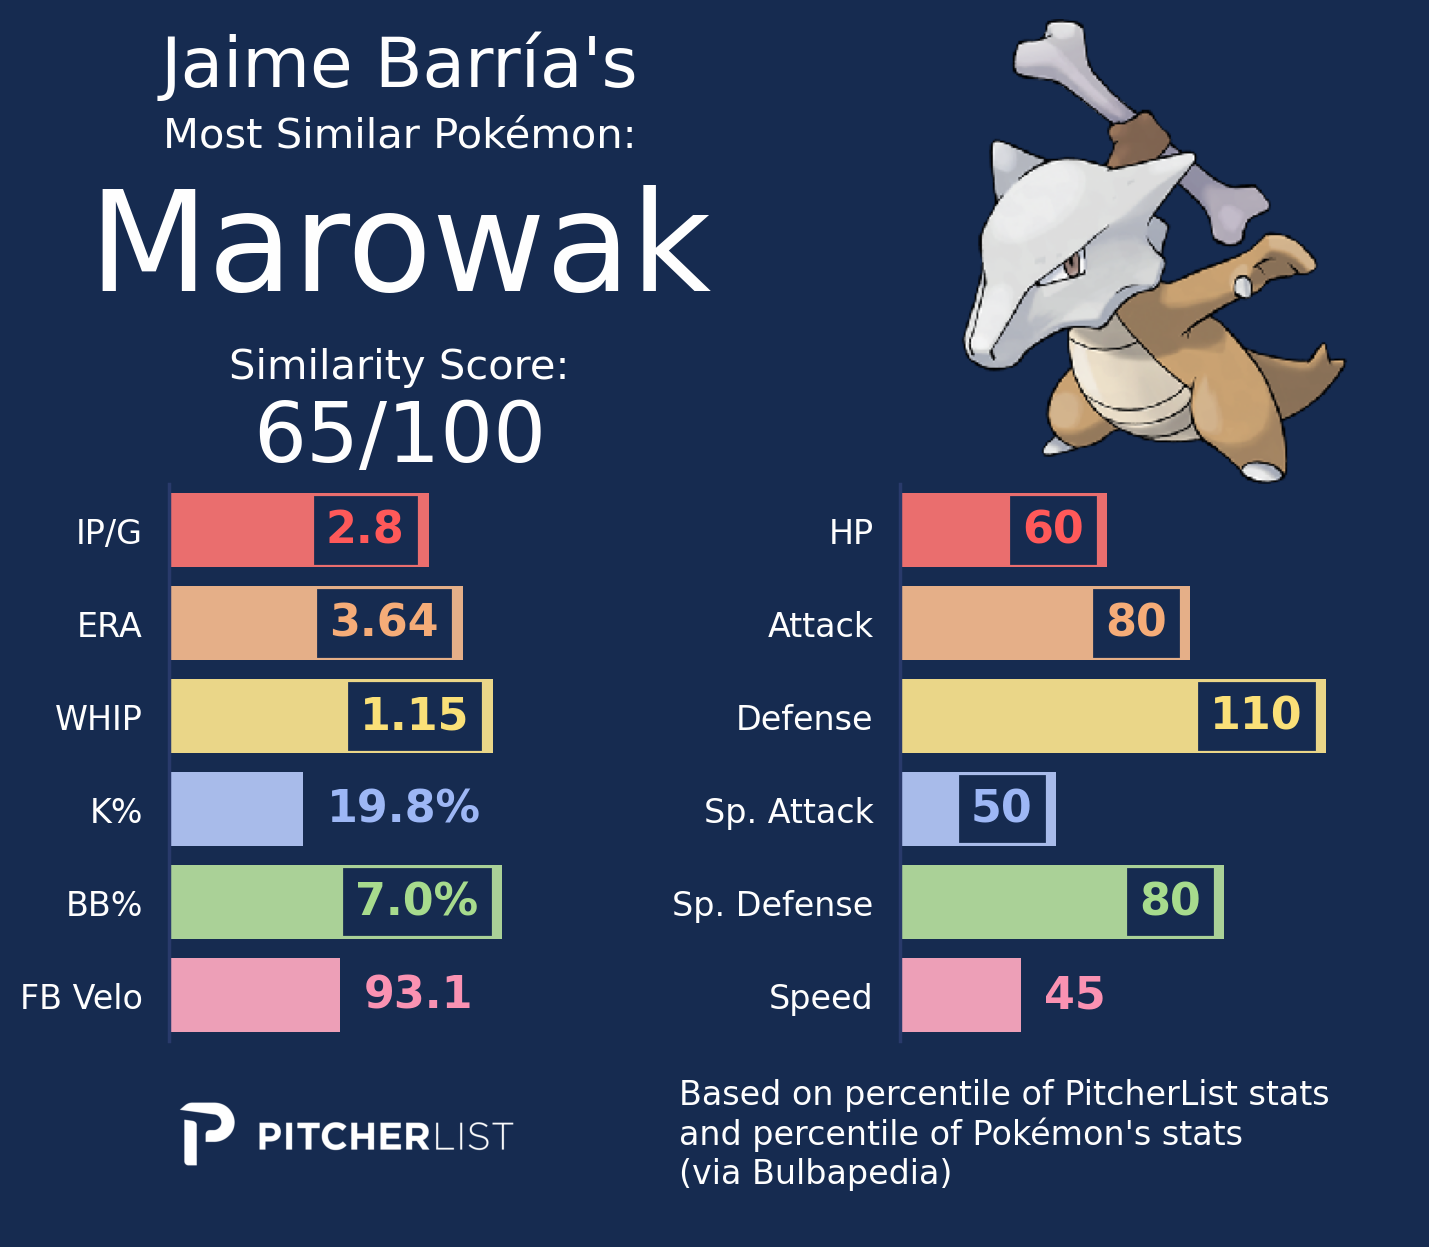 Jaime Barría's
Most Similar Pokémon:
Marowak
Similarity Score:
65/100
IP/G 2.8
ERA 3.64
WHIP 1.15
K% 19.8%
BB% 7.0%
FB Velo 93.1
HP 60
Attack 80
Defense 110
Sp. Attack 50
Sp. Defense 80
Speed 45
PITCHERLIST
Based on percentile of PitcherList stats
and percentile of Pokémon's stats
(via Bulbapedia)